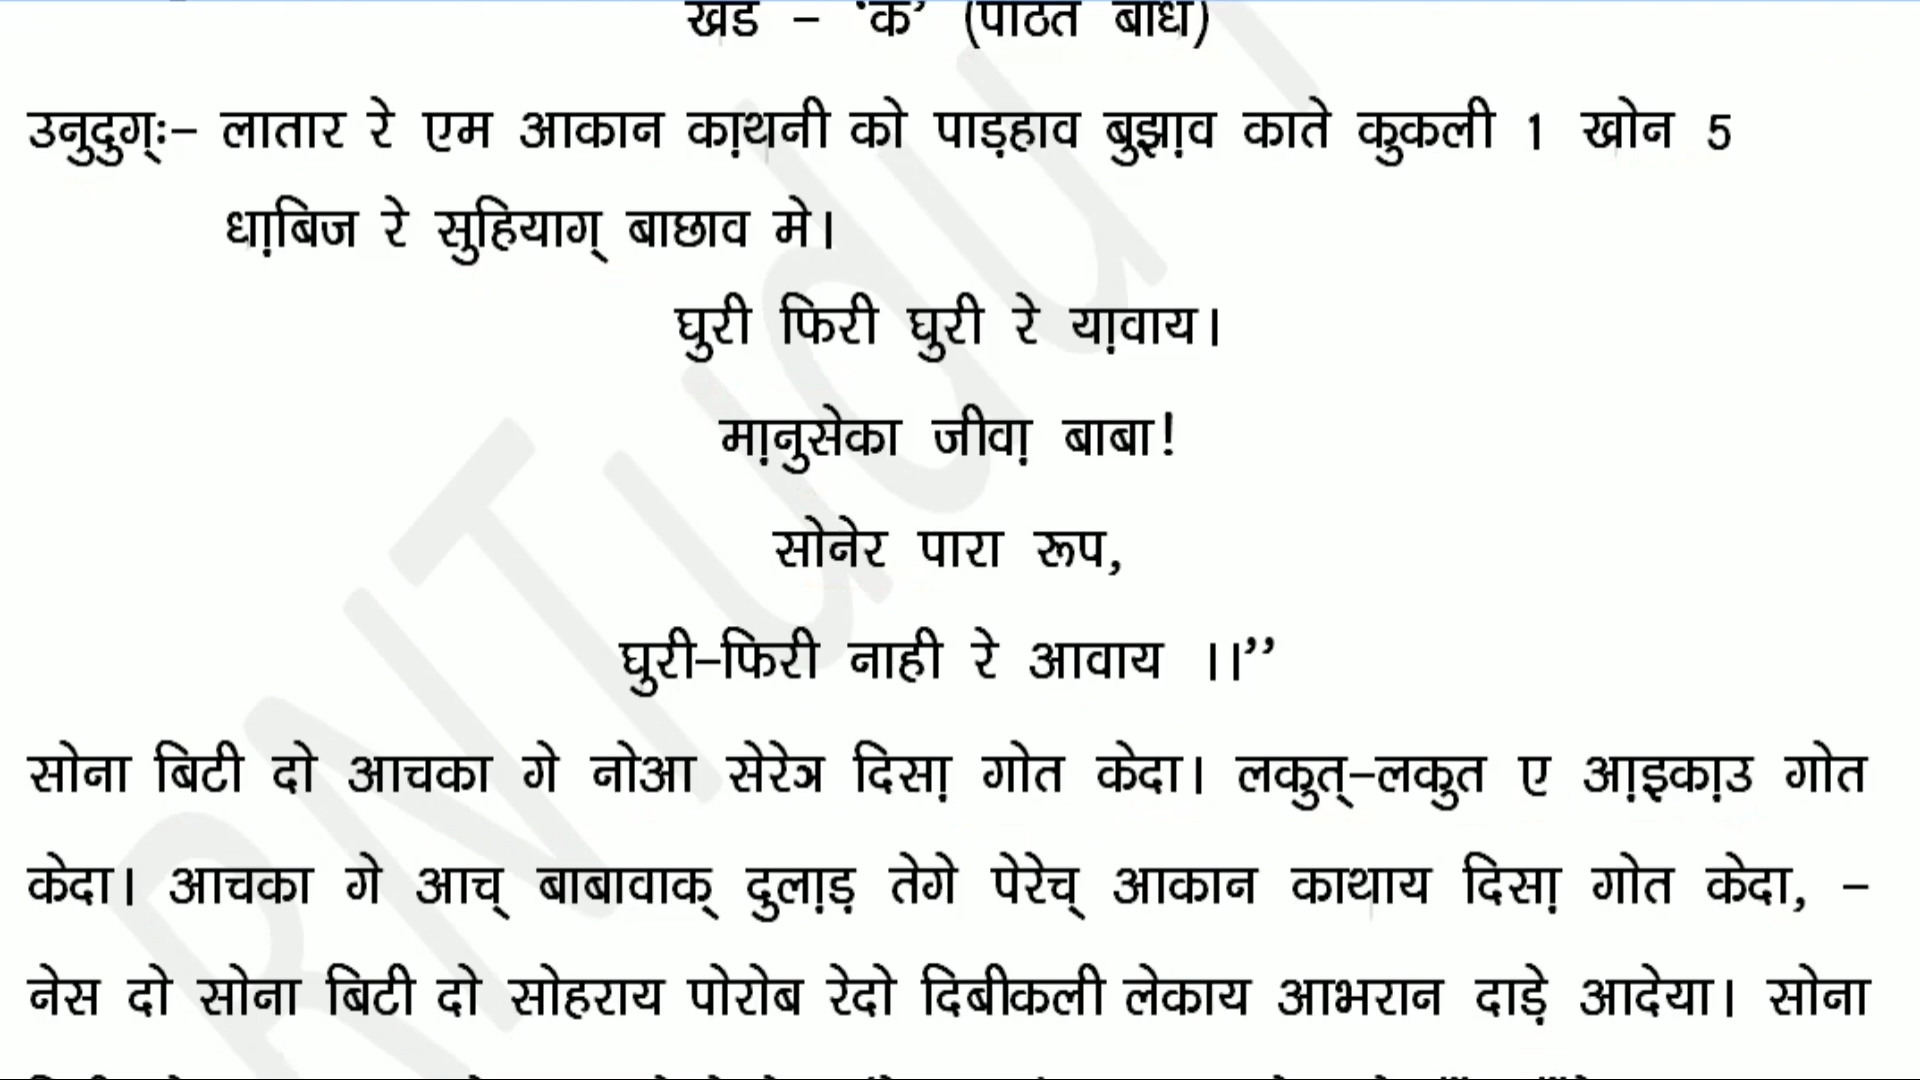 खंड – 'क' (पठित बोध)
उनुदुग्ः– लातार रे एम आकान का़थनी को पाड़हाव बुझा़व काते कुकली 1 खोन 5
धा़बिज रे सुहियाग् बाछाव मे।
घुरी फिरी घुरी रे या़वाय।
मा़नुसेका जीवा़ बाबा!
सोनेर पारा रूप,
घुरी–फिरी नाही रे आवाय ।।”
सोना बिटी दो आचका गे नोआ सेरेञ दिसा़ गोत केदा। लकुत्–लकुत ए आ़इका़उ गोत
केदा। आचका गे आच् बाबावाक् दुला़ड़ तेगे पेरेच् आकान काथाय दिसा़ गोत केदा, –
नेस दो सोना बिटी दो सोहराय पोरोब रेदो दिबीकली लेकाय आभरान दाड़े आदेया। सोना